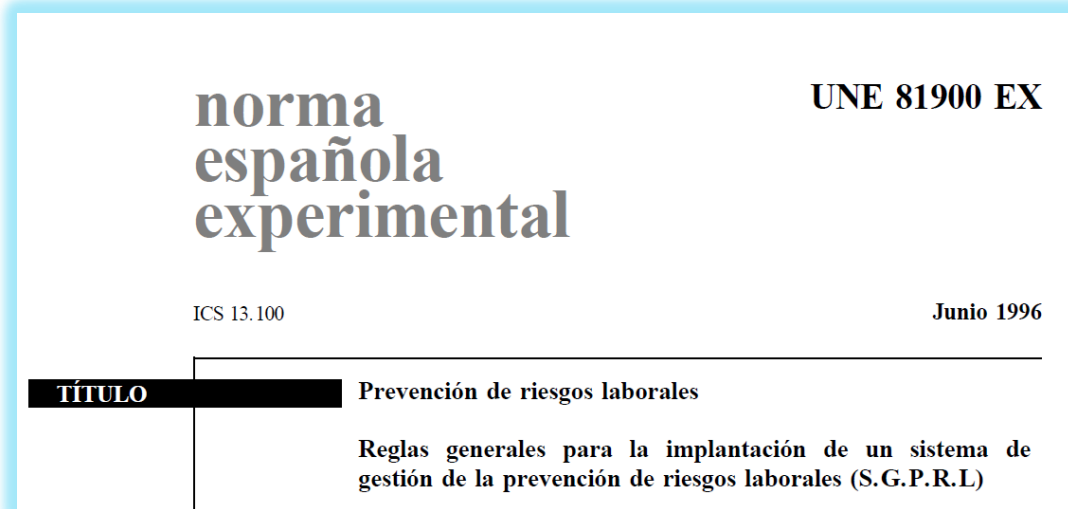 norma
española
experimental
UNE 81900 EX
ICS 13.100
Junio 1996
TÍTULO
Prevención de riesgos laborales
Reglas generales para la implantación de un sistema de
gestión de la prevención de riesgos laborales (S.G.P.R.L)